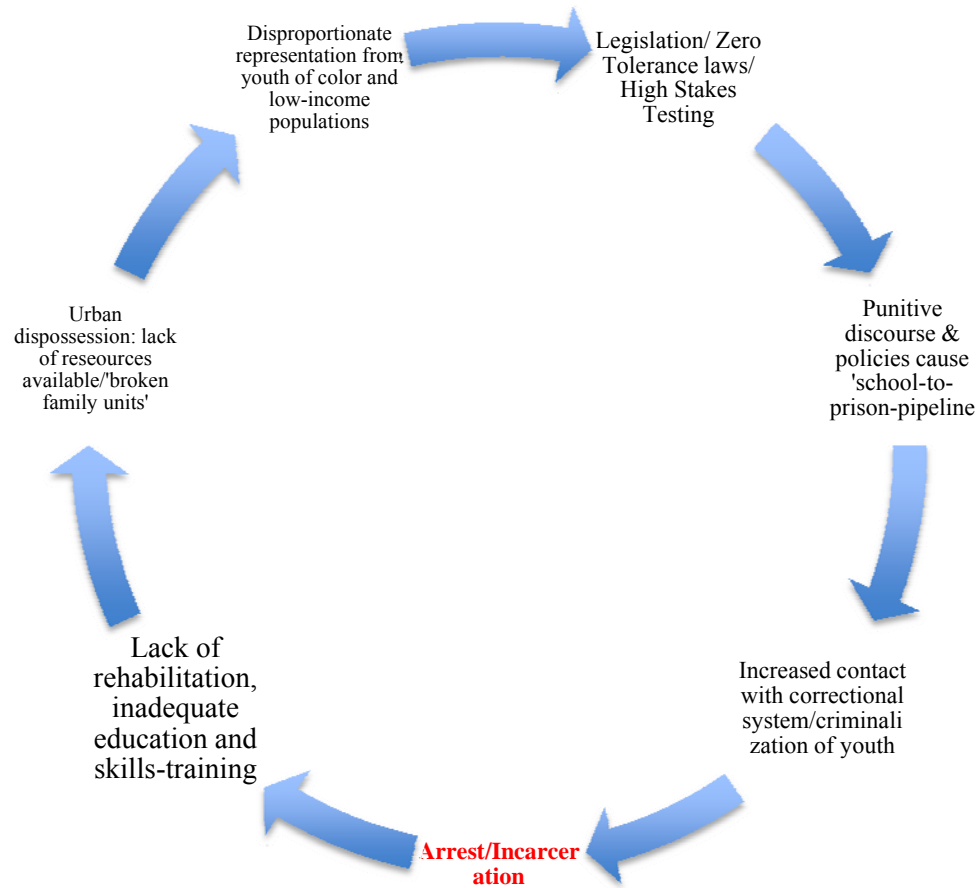 Disproportionate
representation from
youth of color and
low-income
populations
Legislation/ Zero
Tolerance laws/
High Stakes
Testing
Punitive
discourse &
policies cause
'school-to-
prison-pipeline
Increased contact
with correctional
system/criminali
zation of youth
Arrest/Incarcer
ation
Lack of
rehabilitation,
inadequate
education and
skills-training
Urban
dispossession: lack
of reseources
available/'broken
family units'